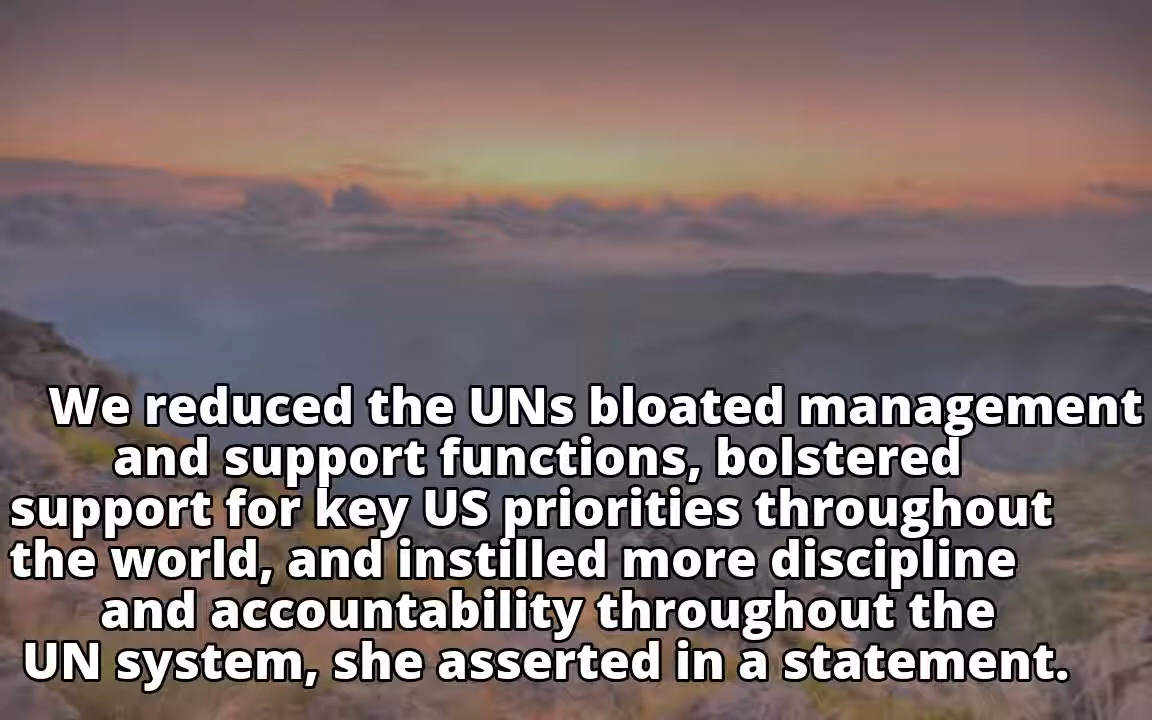 We reduced the UNs bloated management
and support functions, bolstered
support for key US priorities throughout
the world, and instilled more discipline
and accountability throughout the
UN system, she asserted in a statement.